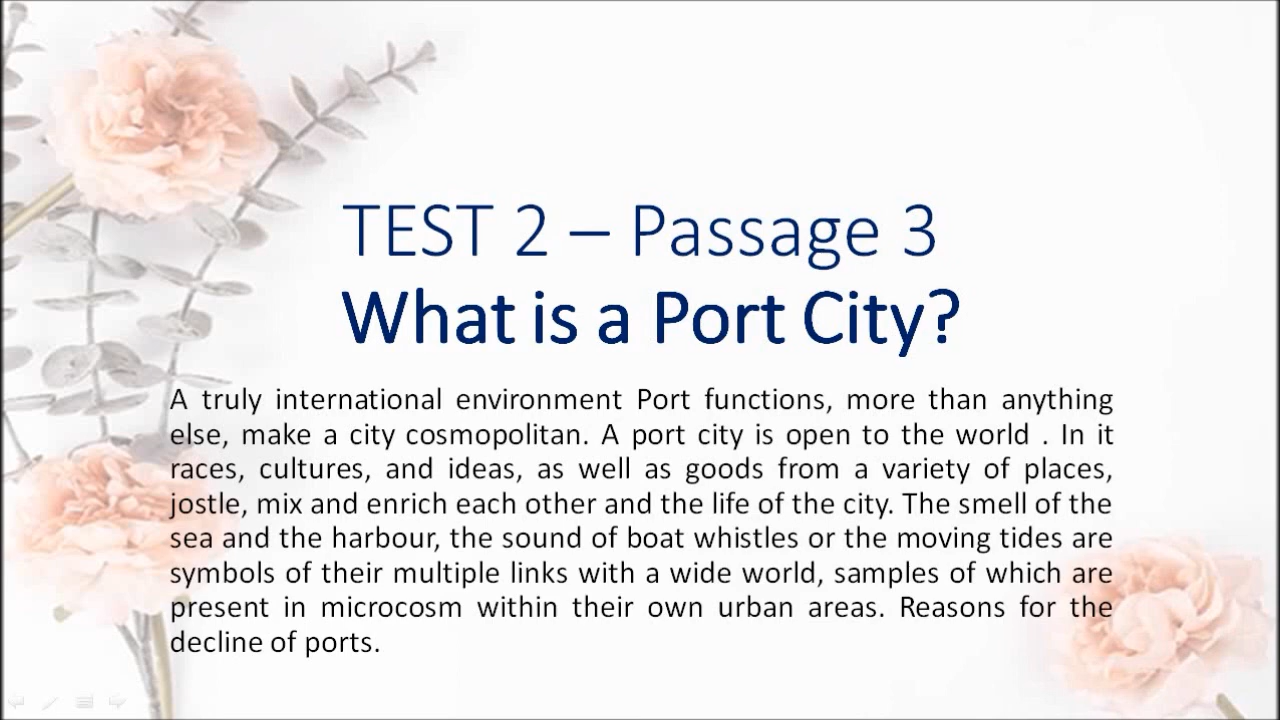 TEST 2 – Passage 3
What is a Port City?
A truly international environment Port functions, more than anything
else, make a city cosmopolitan. A port city is open to the world . In it
races, cultures, and ideas, as well as goods from a variety of places,
jostle, mix and enrich each other and the life of the city. The smell of the
sea and the harbour, the sound of boat whistles or the moving tides are
symbols of their multiple links with a wide world, samples of which are
present in microcosm within their own urban areas. Reasons for the
decline of ports.